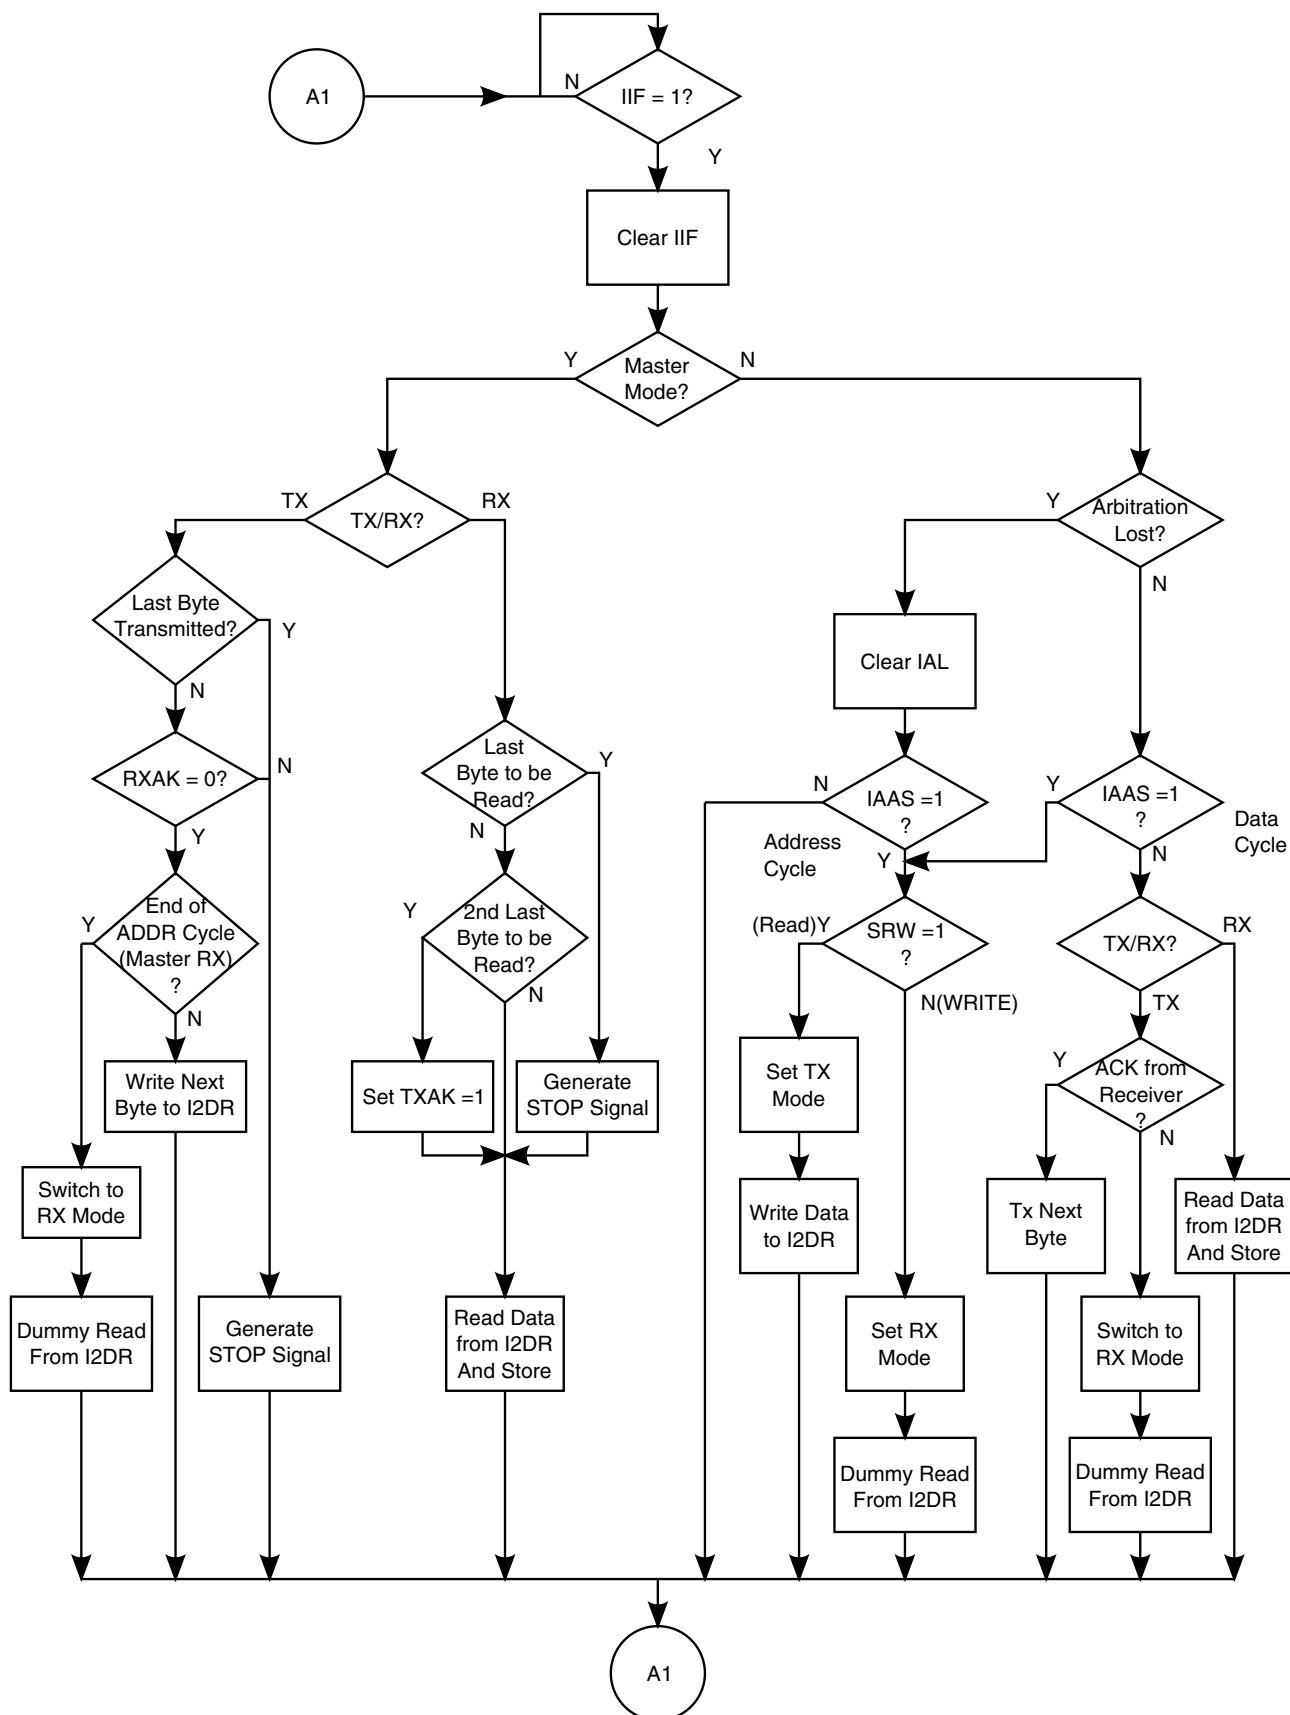 A1
N
IIF = 1?
Y
Clear IIF
Y
Master
Mode?
N
TX
TX/RX?
RX
Y
Arbitration
Lost?
N
Last Byte
Transmitted?
Y
N
Clear IAL
RXAK = 0?
N
Y
Last
Byte to be
Read?
Y
N
N
IAAS =1
?
Y
Address
Cycle
Y
IAAS =1
?
N
Data
Cycle
Y
End of
ADDR Cycle
(Master RX)
?
N
Y
2nd Last
Byte to be
Read?
N
(Read)Y
SRW =1
?
N(WRITE)
TX/RX?
RX
TX
Write Next
Byte to I2DR
Set TXAK =1
Generate
STOP Signal
Set TX
Mode
Y
ACK from
Receiver
?
N
Switch to
RX Mode
Write Data
to I2DR
Tx Next
Byte
Read Data
from I2DR
And Store
Dummy Read
From I2DR
Generate
STOP Signal
Read Data
from I2DR
And Store
Set RX
Mode
Switch to
RX Mode
Dummy Read
From I2DR
Dummy Read
From I2DR
A1